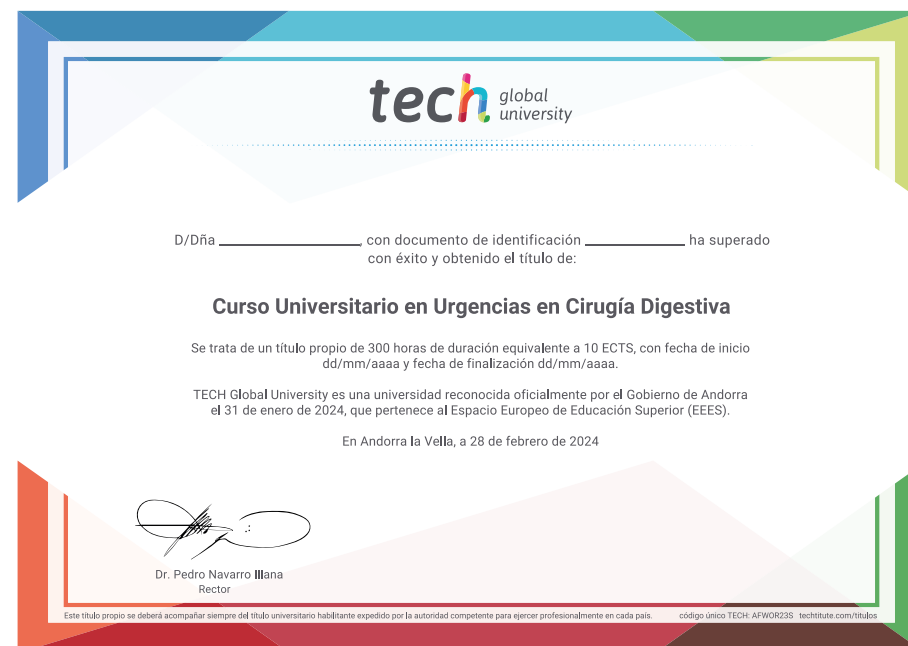 tech global university
D/Dña ______________________, con documento de identificación _______________ ha superado
con éxito y obtenido el título de:
Curso Universitario en Urgencias en Cirugía Digestiva
Se trata de un título propio de 300 horas de duración equivalente a 10 ECTS, con fecha de inicio
dd/mm/aaaa y fecha de finalización dd/mm/aaaa.
TECH Global University es una universidad reconocida oficialmente por el Gobierno de Andorra
el 31 de enero de 2024, que pertenece al Espacio Europeo de Educación Superior (EEES).
En Andorra la Vella, a 28 de febrero de 2024
Dr. Pedro Navarro Illana
Rector
Este título propio se deberá acompañar siempre del título universitario habilitante expedido por la autoridad competente para ejercer profesionalmente en cada país. código único TECH: AFWOR23S techtitute.com/titulos